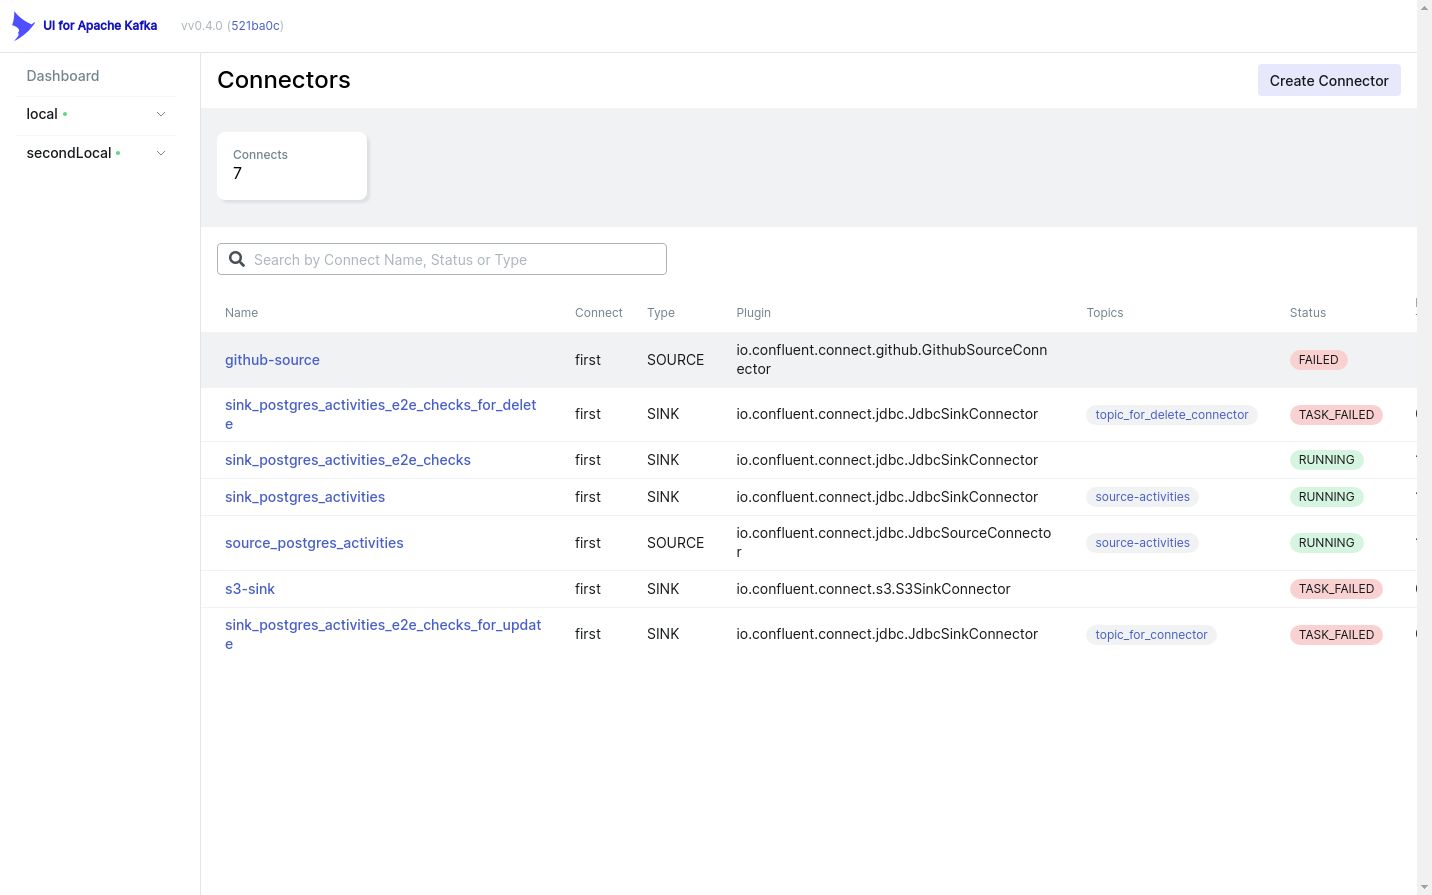 UI for Apache Kafka vv0.4.0 (521ba0c)
Dashboard
local
secondLocal
Connectors
Create Connector
Connects
7
Search by Connect Name, Status or Type
Name Connect Type Plugin Topics Status
github-source first SOURCE io.confluent.connect.github.GithubSourceConn
ector FAILED
sink_postgres_activities_e2e_checks_for_delet
e first SINK io.confluent.connect.jdbc.JdbcSinkConnector topic_for_delete_connector TASK_FAILED
sink_postgres_activities_e2e_checks first SINK io.confluent.connect.jdbc.JdbcSinkConnector RUNNING
sink_postgres_activities first SINK io.confluent.connect.jdbc.JdbcSinkConnector source-activities RUNNING
source_postgres_activities first SOURCE io.confluent.connect.jdbc.JdbcSourceConnecto
r source-activities RUNNING
s3-sink first SINK io.confluent.connect.s3.S3SinkConnector TASK_FAILED
sink_postgres_activities_e2e_checks_for_updat
e first SINK io.confluent.connect.jdbc.JdbcSinkConnector topic_for_connector TASK_FAILED